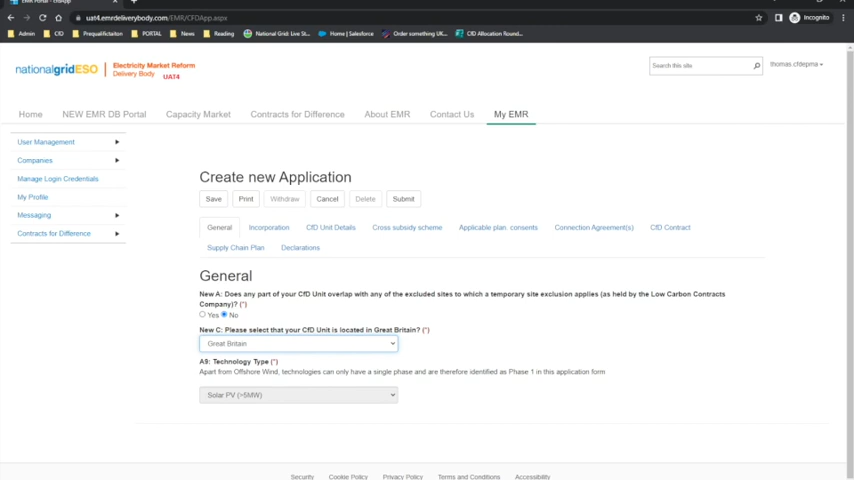 EMR Portal - CfdApp
uat4.emrdeliverybody.com/EMR/CFDApp.aspx
Incognito
Admin
CfD
Prequalifictaiton
PORTAL
News
Reading
National Grid: Live St...
Home | Salesforce
Order something UK...
CfD Allocation Round...
nationalgridESO
Electricity Market Reform
Delivery Body UAT4
Search this site
thomas.cfdepma
Home
NEW EMR DB Portal
Capacity Market
Contracts for Difference
About EMR
Contact Us
My EMR
User Management
Companies
Manage Login Credentials
My Profile
Messaging
Contracts for Difference
Create new Application
Save
Print
Withdraw
Cancel
Delete
Submit
General
Incorporation
CfD Unit Details
Cross subsidy scheme
Applicable plan. consents
Connection Agreement(s)
CfD Contract
Supply Chain Plan
Declarations
General
New A: Does any part of your CfD Unit overlap with any of the excluded sites to which a temporary site exclusion applies (as held by the Low Carbon Contracts
Company)? (*)
Yes No
New C: Please select that your CfD Unit is located in Great Britain? (*)
Great Britain
A9: Technology Type (*)
Apart from Offshore Wind, technologies can only have a single phase and are therefore identified as Phase 1 in this application form
Solar PV (>5MW)
Security
Cookie Policy
Privacy Policy
Terms and Conditions
Accessibility